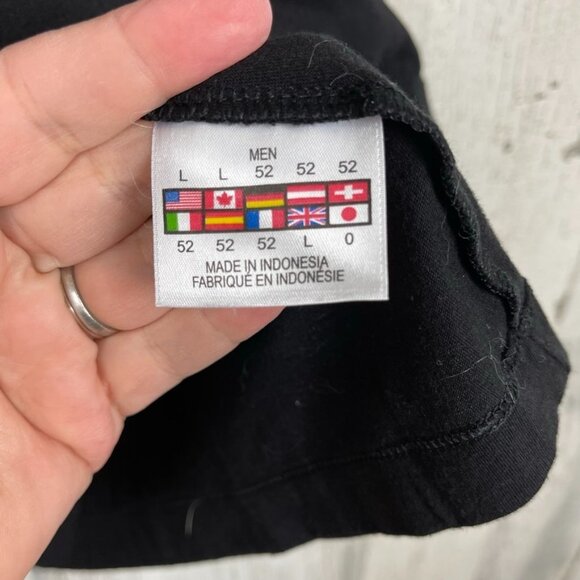 MEN
L L 52 52 52
52 52 52 L 0
MADE IN INDONESIA
FABRIQUÉ EN INDONÉSIE